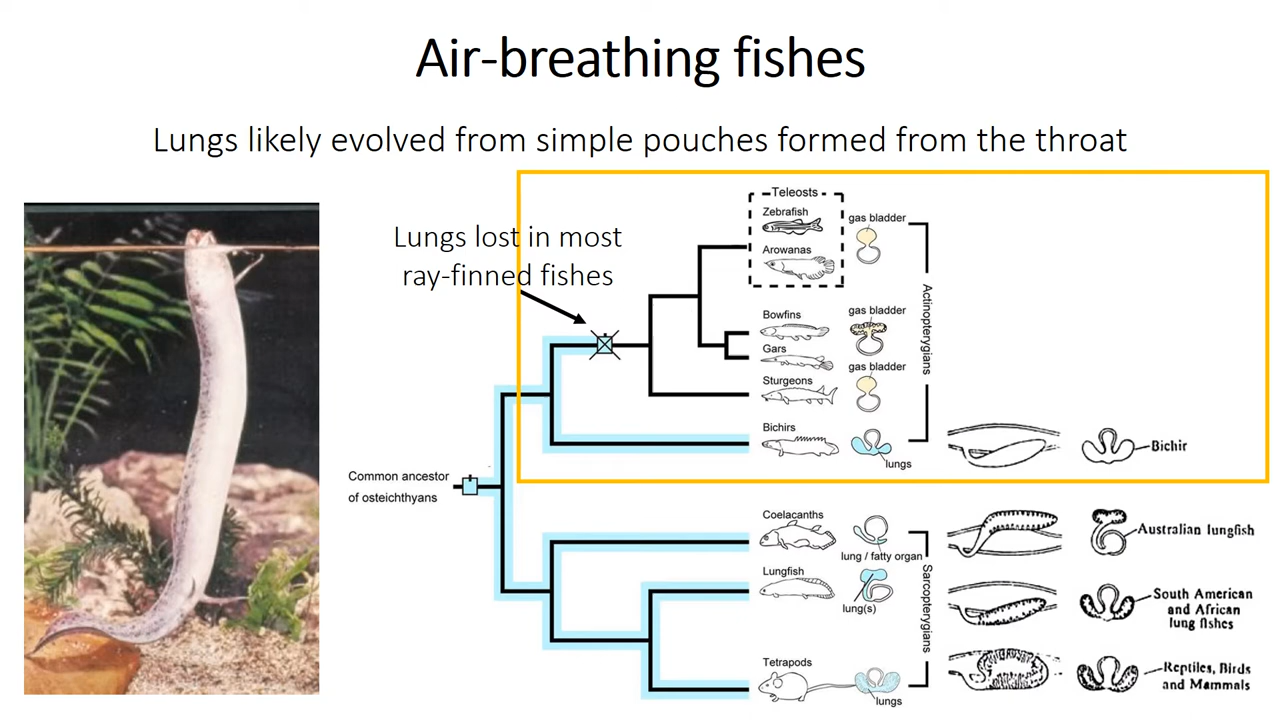 Air-breathing fishes
Lungs likely evolved from simple pouches formed from the throat
Lungs lost in most
ray-finned fishes
Teleosts
Zebrafish
gas bladder
Arowanas
Bowfins
gas bladder
Gars
gas bladder
Sturgeons
Bichirs
lungs
Actinopterygians
Bichir
Common ancestor
of osteichthyans
Coelacanths
lung / fatty organ
Lungfish
lung(s)
Tetrapods
lungs
Sarcopterygians
Australian lungfish
South American
and African
lung fishes
Reptiles, Birds
and Mammals